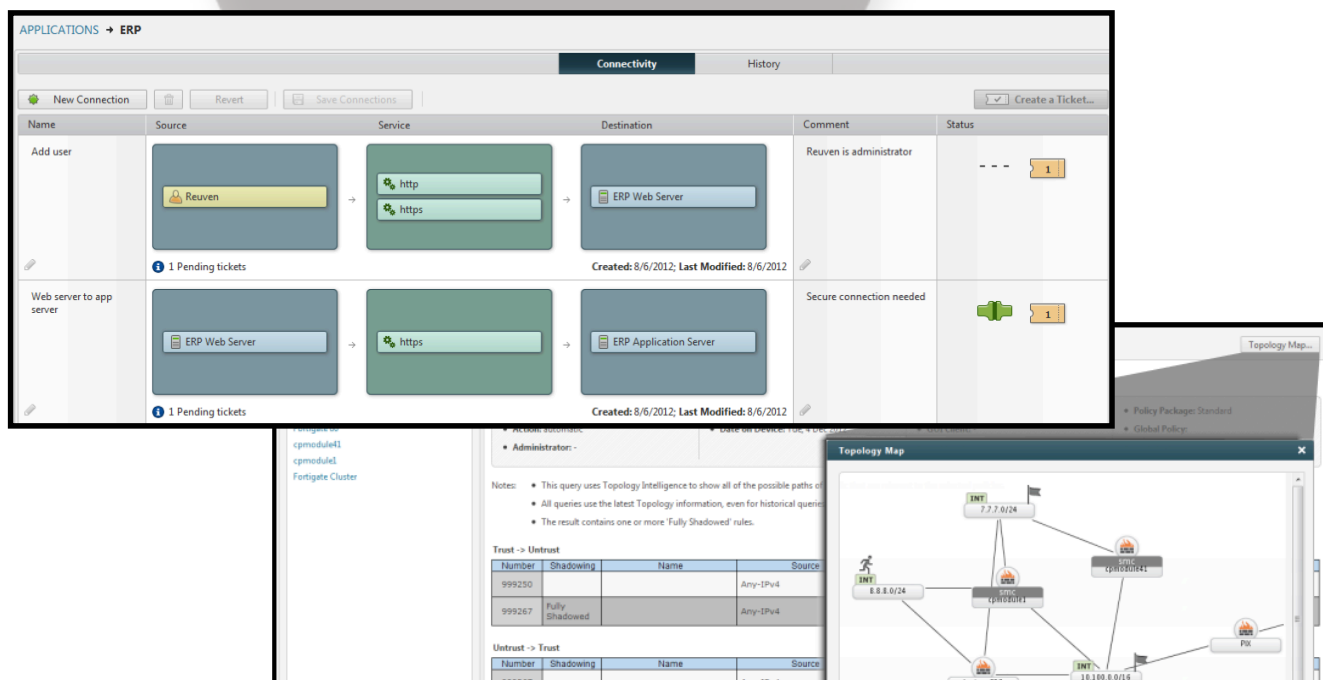 APPLICATIONS → ERP
Connectivity History
New Connection Revert Save Connections Create a Ticket...
Name Source Service Destination Comment Status
Add user
Reuven
http
https
ERP Web Server
Reuven is administrator
1
1 Pending tickets
Created: 8/6/2012; Last Modified: 8/6/2012
Web server to app
server
ERP Web Server
https
ERP Application Server
Secure connection needed
1
1 Pending tickets
Created: 8/6/2012; Last Modified: 8/6/2012
Topology Map...
Policy Package: Standard
Global Policy:
cpmodule41
cpmodule1
Fortigate Cluster
Action: automatic
Administrator: -
Notes: • This query uses Topology Intelligence to show all of the possible paths of
• All queries use the latest Topology information, even for historical
• The result contains one or more 'Fully Shadowed' rules.
Trust -> Untrust
Number Shadowing Name Source
999250 Any-IPv4
999267 Fully Shadowed Any-IPv4
Untrust -> Trust
Number Shadowing Name Source
Topology Map x
INT
7.7.7.0/24
smc
cpmodule41
INT
8.8.8.0/24
smc
cpmodule1
PIX
INT
10.100.0.0/16